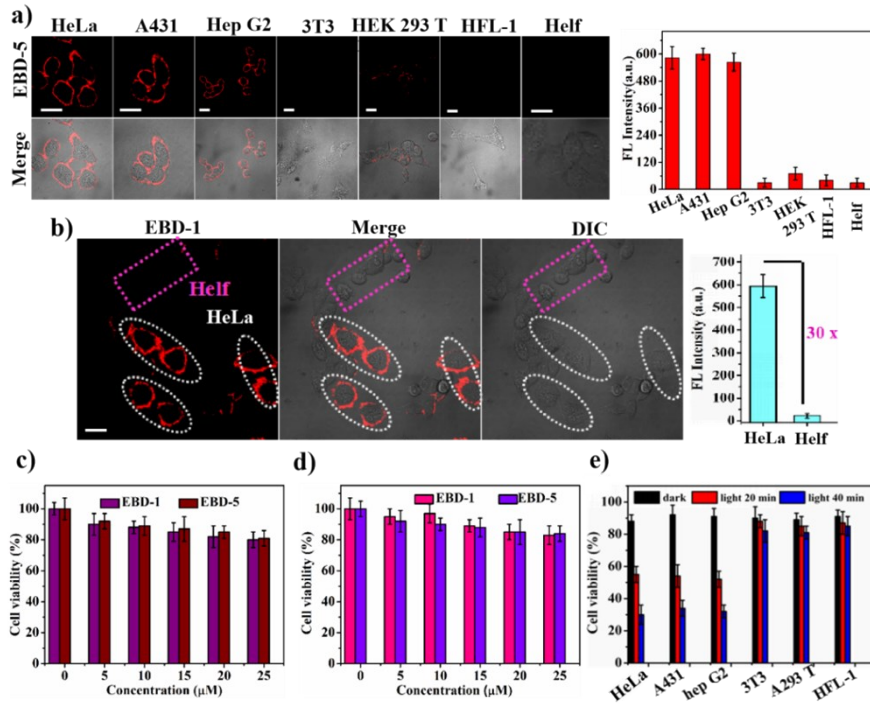 a)
HeLa A431 Hep G2 3T3 HEK 293 T HFL-1 Helf
EBD-5
Merge
FL Intensity(a.u.)
600
480
360
240
120
0
HeLa
A431
Hep G2
3T3
HEK
293 T
HFL-1
Helf
b)
EBD-1 Merge DIC
Helf
HeLa
FL Intensity (a.u.)
700
600
500
400
300
200
100
0
30 x
HeLa Helf
c)
EBD-1 EBD-5
Cell viability (%)
120
100
80
60
40
20
0
0 5 10 15 20 25
Concentration (μM)
d)
EBD-1 EBD-5
Cell viability (%)
120
100
80
60
40
20
0
0 5 10 15 20 25
Concentration (μM)
e)
dark light 20 min light 40 min
Cell viability (%)
100
80
60
40
20
0
HeLa
A431
hep G2
3T3
A293 T
HFL-1